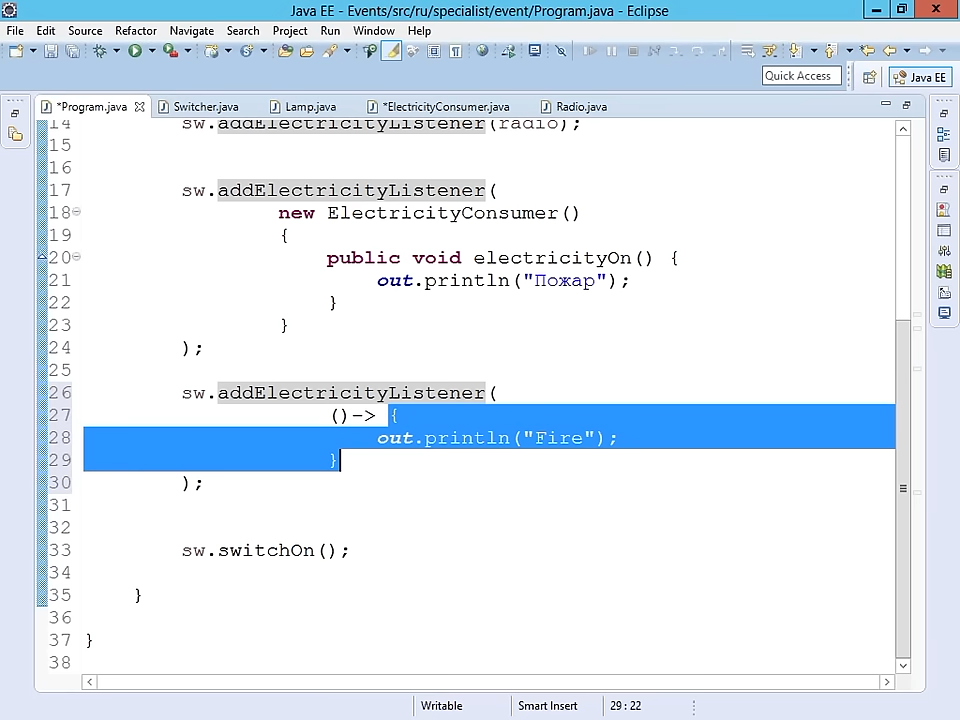 Java EE - Events/src/ru/specialist/event/Program.java - Eclipse
File Edit Source Refactor Navigate Search Project Run Window Help
Quick Access Java EE
*Program.java Switcher.java Lamp.java *ElectricityConsumer.java Radio.java
14 sw.addElectricityListener(radio);
15
16
17 sw.addElectricityListener(
18 new ElectricityConsumer()
19 {
20 public void electricityOn() {
21 out.println("Пожар");
22 }
23 }
24 );
25
26 sw.addElectricityListener(
27 ()-> {
28 out.println("Fire");
29 }
30 );
31
32
33 sw.switchOn();
34
35 }
36
37 }
38
Writable Smart Insert 29 : 22